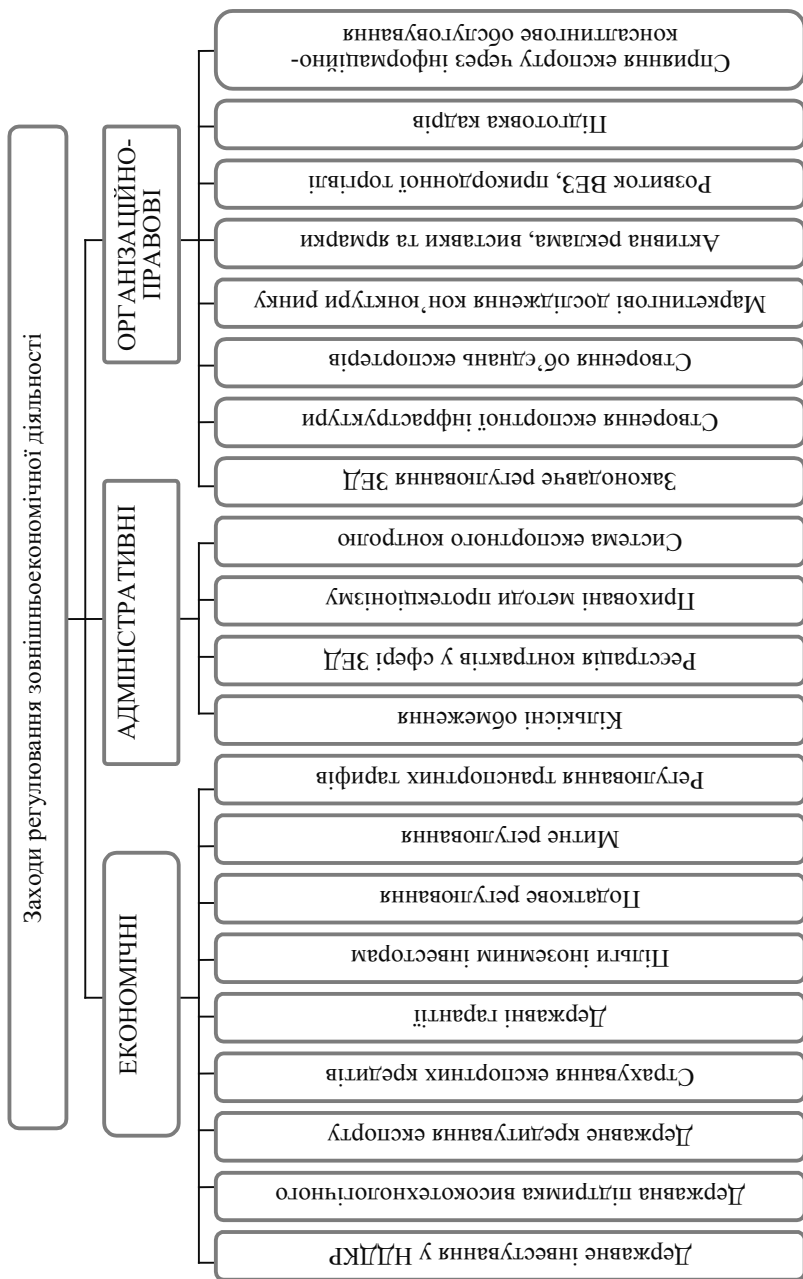 Заходи регулювання зовнішньоекономічної діяльності
ЕКОНОМІЧНІ
Державне інвестування у НДДКР
Державна підтримка високотехнологічного
Державне кредитування експорту
Страхування експортних кредитів
Державні гарантії
Пільги іноземним інвесторам
Податкове регулювання
Митне регулювання
Регулювання транспортних тарифів
АДМІНІСТРАТИВНІ
Кількісні обмеження
Реєстрація контрактів у сфері ЗЕД
Приховані методи протекціонізму
Система експортного контролю
ОРГАНІЗАЦІЙНО-
ПРАВОВІ
Законодавче регулювання ЗЕД
Створення експортної інфраструктури
Створення об’єднань експортерів
Маркетингові дослідження кон’юнктури ринку
Активна реклама, виставки та ярмарки
Розвиток ВЕЗ, прикордонної торгівлі
Підготовка кадрів
Сприяння експорту через інформаційно-
консалтингове обслуговування